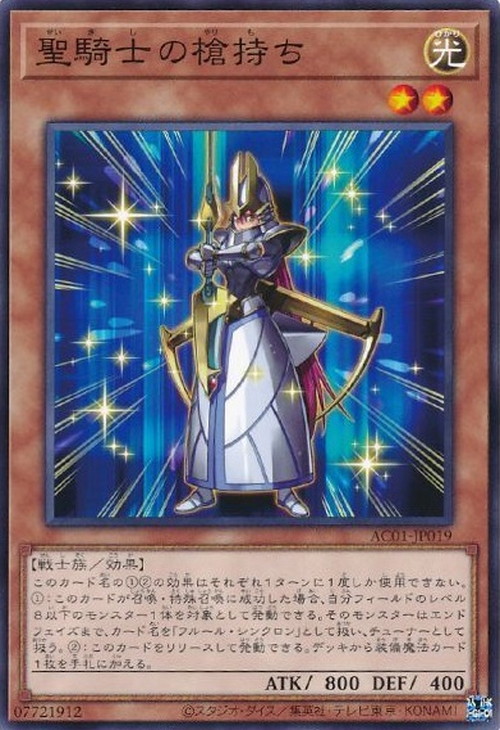 聖騎士の槍持ち
光
AC01-JP019
【戦士族／効果】
このカード名の①②の効果はそれぞれ1ターンに1度しか使用できない。
①：このカードが召喚・特殊召喚に成功した場合、自分フィールドのレベル
8以下のモンスター1体を対象として発動できる。そのモンスターはエンド
フェイズまで、カード名を「フルール・シンクロン」として扱い、チューナーとして
扱う。②：このカードをリリースして発動できる。デッキから装備魔法カード
1枚を手札に加える。
ATK/ 800 DEF/ 400
07721912
©スタジオ・ダイス／集英社・テレビ東京・KONAMI